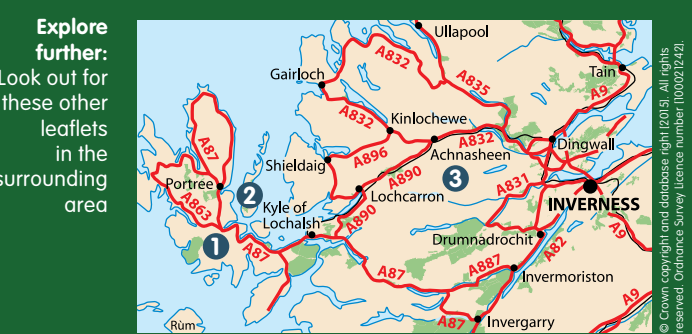 Explore
further:
Look out for
these other
leaflets
in the
surrounding
area
Ullapool
A832
A835
Gairloch
Tain
A9
A832
Kinlochewe
A832
Dingwall
A87
Shieldaig
A896
Achnasheen
A890
3
A831
Portree
2
Lochcarron
INVERNESS
A863
Kyle of
Lochalsh
A890
1
Drumnadrochit
A82
A9
A87
A87
A887
Invermoriston
A9
Rùm
A87
Invergarry
© Crown copyright and database right [2015]. All rights
reserved. Ordnance Survey Licence number [100021242].